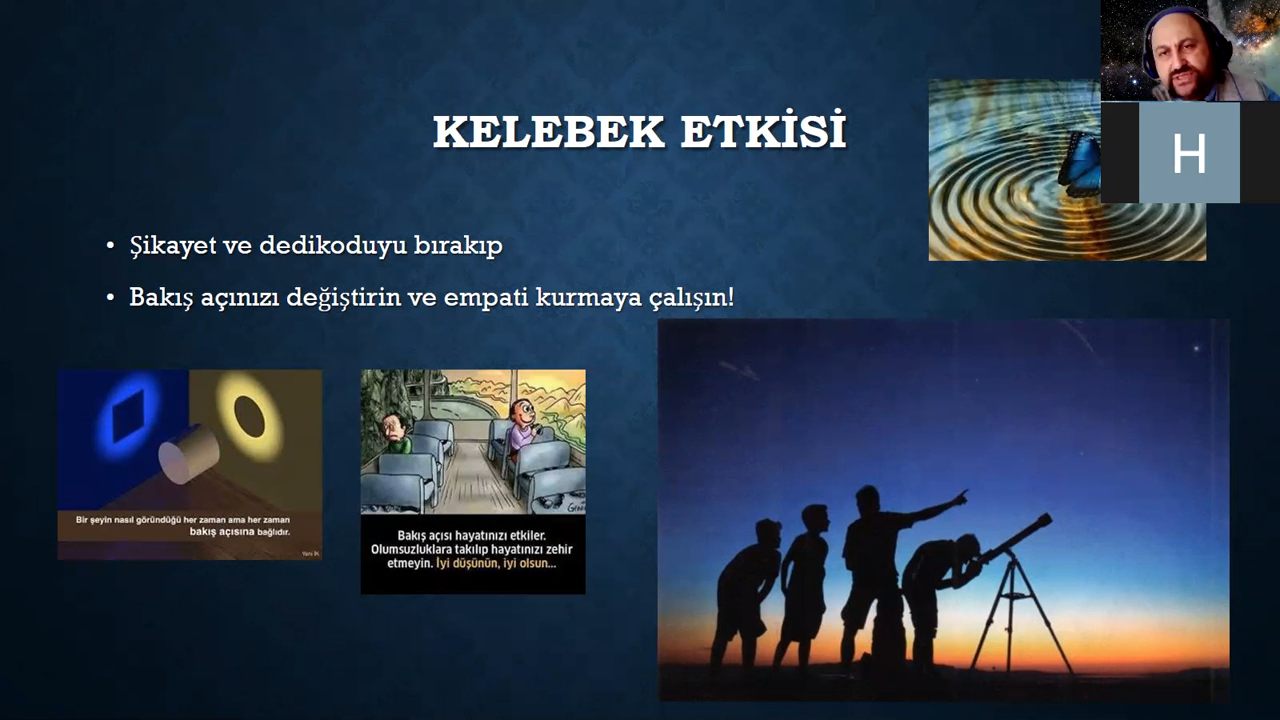 KELEBEK ETKİSİ
H
• Şikayet ve dedikoduyu bırakıp
• Bakış açınızı değiştirin ve empati kurmaya çalışın!
Bir şeyin nasıl göründüğü her zaman ama her zaman
bakış açısına bağlıdır.
Bakış açısı hayatınızı etkiler.
Olumsuzluklara takılıp hayatınızı zehir
etmeyin. İyi düşünün, iyi olsun...